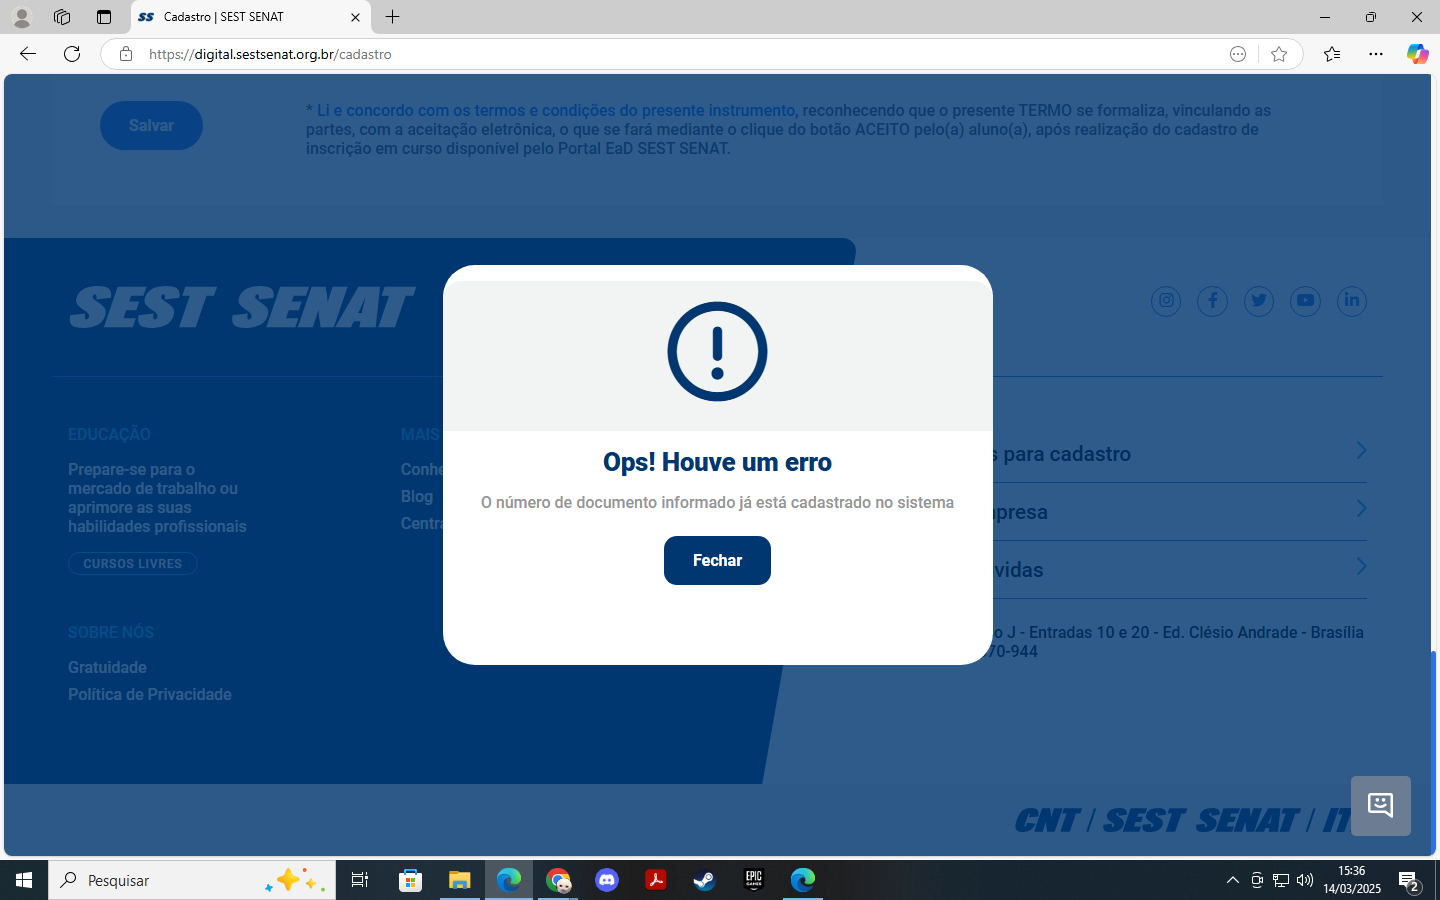 Cadastro | SEST SENAT
https://digital.sestsenat.org.br/cadastro
Salvar
* Li e concordo com os termos e condições do presente instrumento, reconhecendo que o presente TERMO se formaliza, vinculando as
partes, com a aceitação eletrônica, o que se fará mediante o clique do botão ACEITO pelo(a) aluno(a), após realização do cadastro de
inscrição em curso disponível pelo Portal EaD SEST SENAT.
SEST SENAT
Ops! Houve um erro
O número de documento informado já está cadastrado no sistema
Fechar
EDUCAÇÃO
Prepare-se para o
mercado de trabalho ou
aprimore as suas
habilidades profissionais
CURSOS LIVRES
SOBRE NÓS
Gratuidade
Política de Privacidade
MAIS
Conhe
Blog
Centra
s para cadastro
presa
vidas
o J - Entradas 10 e 20 - Ed. Clésio Andrade - Brasília
70-944
CNT / SEST SENAT / IT
Pesquisar
EPIC GAMES
15:36
14/03/2025
2